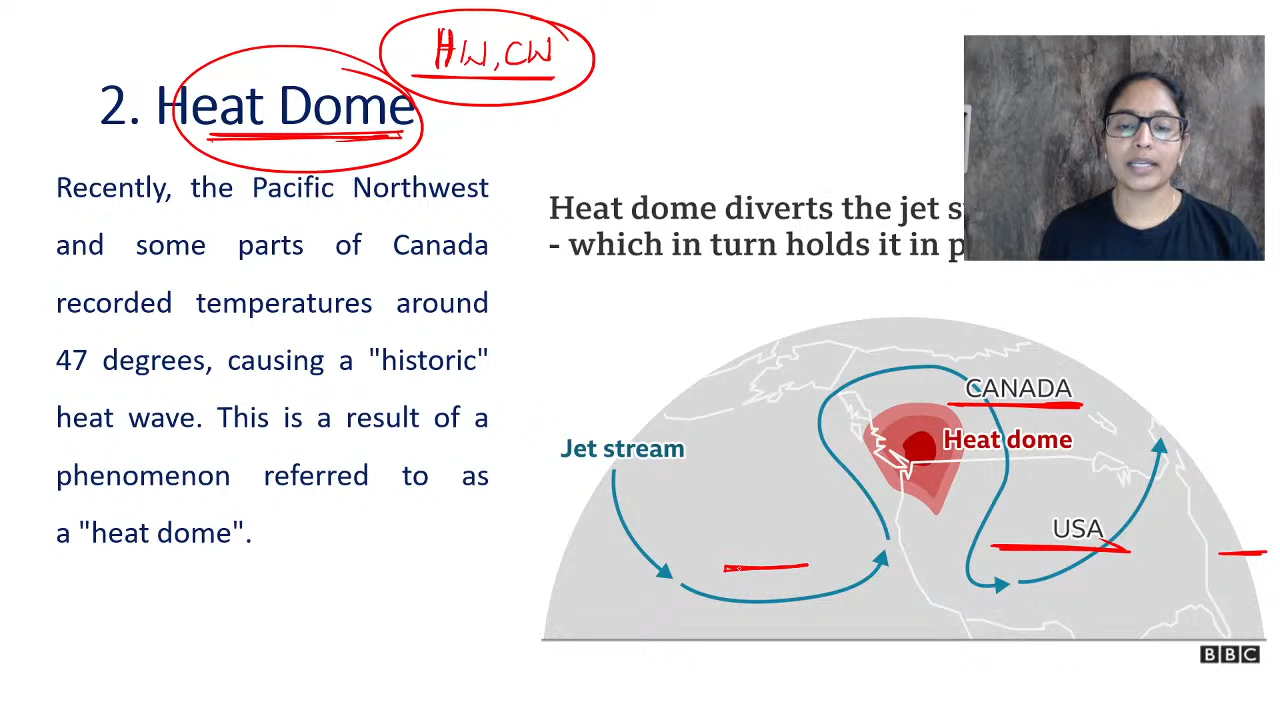 HW, CW
2. Heat Dome
Recently, the Pacific Northwest
and some parts of Canada
recorded temperatures around
47 degrees, causing a "historic"
heat wave. This is a result of a
phenomenon referred to as
a "heat dome".
Heat dome diverts the jet
- which in turn holds it in
CANADA
Heat dome
Jet stream
USA
BBC